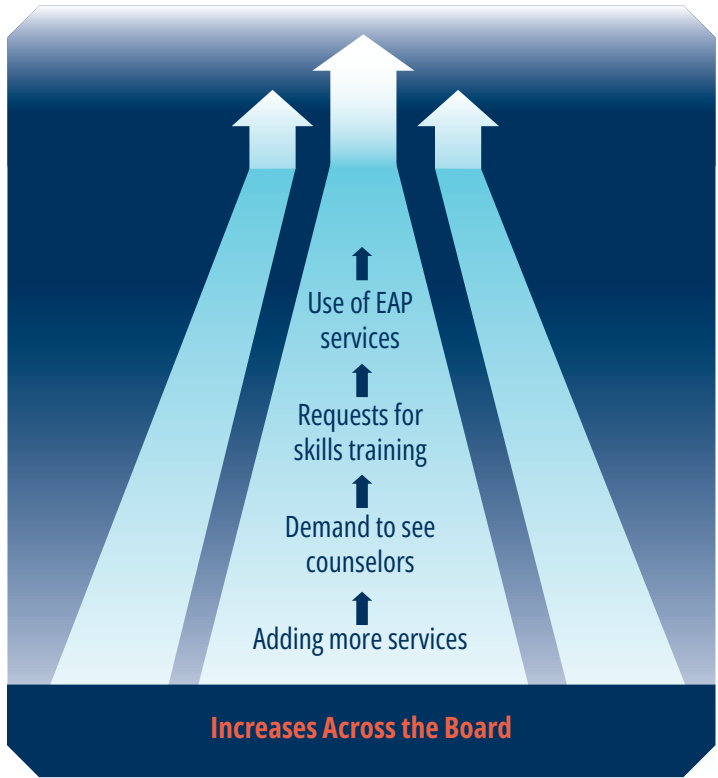 Use of EAP
services
Requests for
skills training
Demand to see
counselors
Adding more services
Increases Across the Board